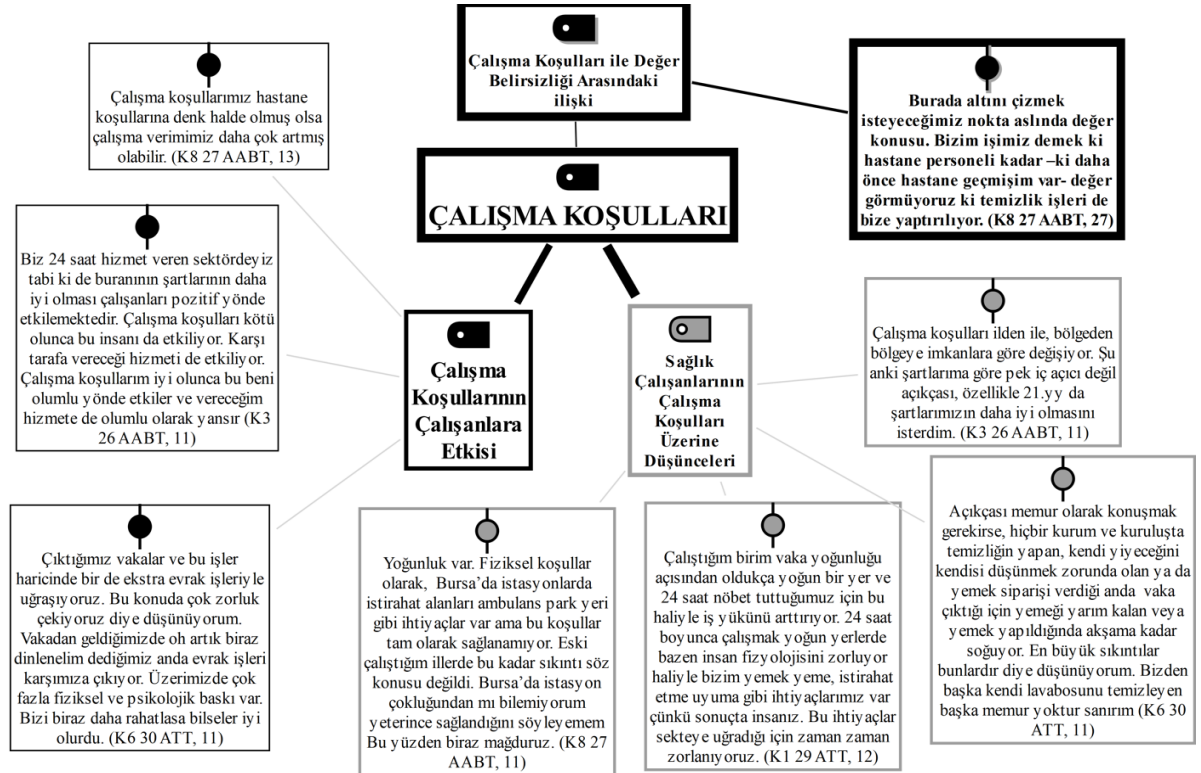 Çalışma Koşulları ile Değer
Belirsizliği Arasındaki
ilişki
Burada altını çizmek
isteyeceğimiz nokta aslında değer
konusu. Bizim işimiz demek ki
hastane personeli kadar –ki daha
önce hastane geçmişim var- değer
görmüyoruz ki temizlik işleri de
bize yaptırılıyor. (K8 27 AABT, 27)
Çalışma koşullarımız hastane
koşullarına denk halde olmuş olsa
çalışma verimimiz daha çok artmış
olabilir. (K8 27 AABT, 13)
ÇALIŞMA KOŞULLARI
Biz 24 saat hizmet veren sektördeyiz
tabi ki de buranının şartlarının daha
iyi olması çalışanları pozitif yönde
etkilemektedir. Çalışma koşulları kötü
olunca bu insanı da etkiliyor. Karşı
tarafa vereceği hizmeti de etkiliyor.
Çalışma koşullarım iyi olunca bu beni
olumlu yönde etkiler ve vereceğim
hizmete de olumlu olarak yansır (K3
26 AABT, 11)
Çalışma
Koşullarının
Çalışanlara
Etkisi
Sağlık
Çalışanlarının
Çalışma
Koşulları
Üzerine
Düşünceleri
Çalışma koşulları ilden ile, bölgeden
bölgeye imkanlara göre değişiyor. Şu
anki şartlarıma göre pek iç açıcı değil
açıkçası, özellikle 21.yy da
şartlarımızın daha iyi olmasını
isterdim. (K3 26 AABT, 11)
Çıktığımız vakalar ve bu işler
haricinde bir de ekstra evrak işleriyle
uğraşıyoruz. Bu konuda çok zorluk
çekiyoruz diye düşünüyorum.
Vakadan geldiğimizde oh artık biraz
dinlenelim dediğimiz anda evrak işleri
karşımıza çıkıyor. Üzerimizde çok
fazla fiziksel ve psikolojik baskı var.
Bizi biraz daha rahatlasa bilseler iyi
olurdu. (K6 30 ATT, 11)
Yoğunluk var. Fiziksel koşullar
olarak, Bursa’da istasyonlarda
istirahat alanları ambulans park yeri
gibi ihtiyaçlar var ama bu koşullar
tam olarak sağlanamıyor. Eski
çalıştığım illerde bu kadar sıkıntı söz
konusu değildi. Bursa’da istasyon
çokluğundan mı bilemiyorum
yeterince sağlandığını söyleyemem
Bu yüzden biraz mağduruz. (K8 27
AABT, 11)
Çalıştığım birim vaka yoğunluğu
açısından oldukça yoğun bir yer ve
24 saat nöbet tuttuğumuz için bu
haliyle iş yükünü arttırıyor. 24 saat
boyunca çalışmak yoğun yerlerde
bazen insan fizyolojisini zorluyor
haliyle bizim yemek yeme, istirahat
etme uyuma gibi ihtiyaçlarımız var
çünkü sonuçta insanız. Bu ihtiyaçlar
sekteye uğradığı için zaman zaman
zorlanıyoruz. (K1 29 ATT, 12)
Açıkçası memur olarak konuşmak
gerekirse, hiçbir kurum ve kuruluşta
temizliğin yapan, kendi yiyeceğini
kendisi düşünmek zorunda olan ya da
yemek siparişi verdiği anda vaka
çıktığı için yemeği yarım kalan veya
yemek yapıldığında akşama kadar
soğuyor. En büyük sıkıntılar
bunlardır diye düşünüyorum. Bizden
başka kendi lavabosunu temizleyen
başka memur yoktur sanırım (K6 30
ATT, 11)